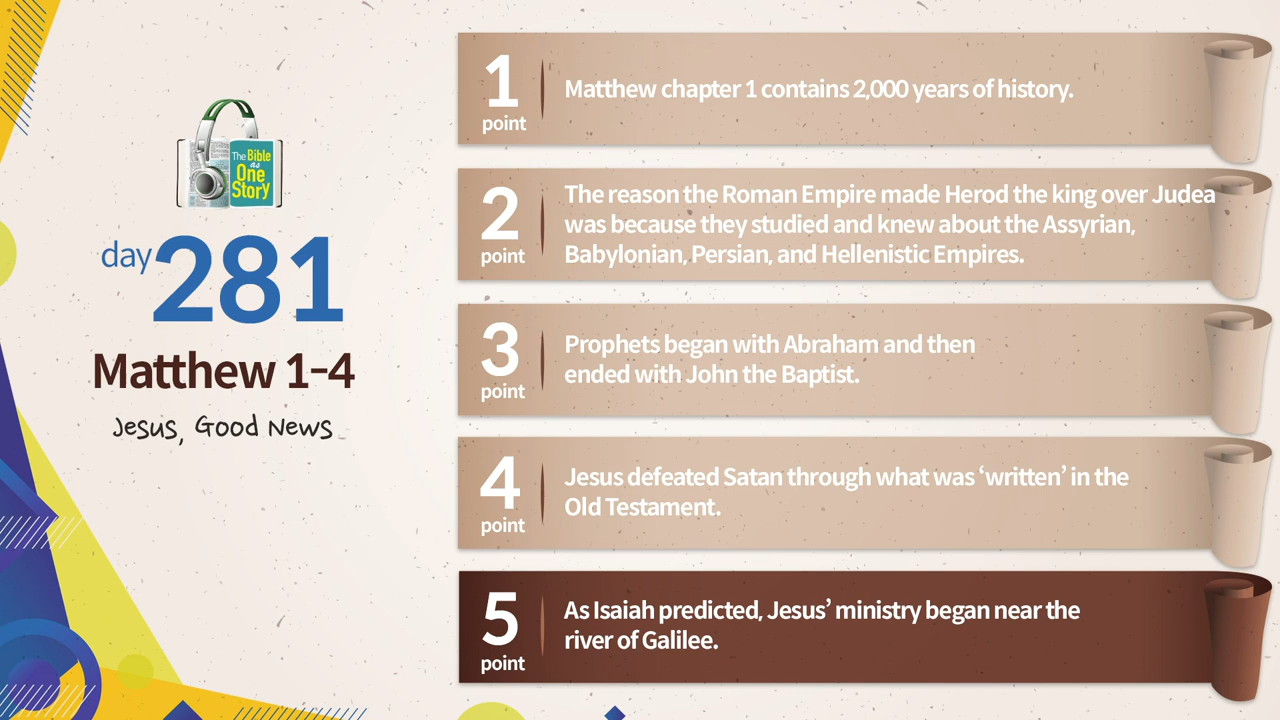 The Bible
as
One
Story
day 281
Matthew 1-4
Jesus, Good News
1
point
Matthew chapter 1 contains 2,000 years of history.
2
point
The reason the Roman Empire made Herod the king over Judea
was because they studied and knew about the Assyrian,
Babylonian, Persian, and Hellenistic Empires.
3
point
Prophets began with Abraham and then
ended with John the Baptist.
4
point
Jesus defeated Satan through what was ‘written’ in the
Old Testament.
5
point
As Isaiah predicted, Jesus’ ministry began near the
river of Galilee.